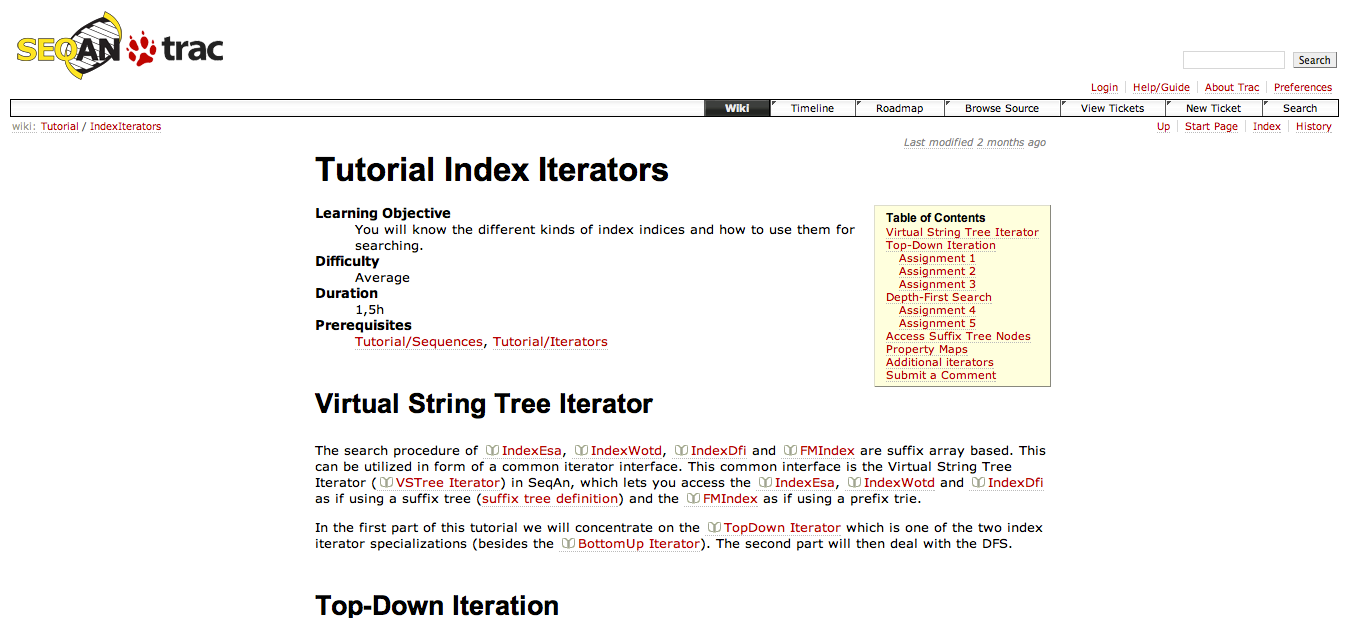 SEQAN trac
Search
Login Help/Guide About Trac Preferences
Wiki Timeline Roadmap Browse Source View Tickets New Ticket Search
wiki: Tutorial / IndexIterators
Up Start Page Index History
Last modified 2 months ago
Tutorial Index Iterators
Learning Objective
You will know the different kinds of index indices and how to use them for
searching.
Difficulty
Average
Duration
1,5h
Prerequisites
Tutorial/Sequences, Tutorial/Iterators
Table of Contents
Virtual String Tree Iterator
Top-Down Iteration
Assignment 1
Assignment 2
Assignment 3
Depth-First Search
Assignment 4
Assignment 5
Access Suffix Tree Nodes
Property Maps
Additional iterators
Submit a Comment
Virtual String Tree Iterator
The search procedure of IndexEsa, IndexWotd, IndexDfi and FMIndex are suffix array based. This
can be utilized in form of a common iterator interface. This common interface is the Virtual String Tree
Iterator ( VSTree Iterator) in SeqAn, which lets you access the IndexEsa, IndexWotd and IndexDfi
as if using a suffix tree (suffix tree definition) and the FMIndex as if using a prefix trie.
In the first part of this tutorial we will concentrate on the TopDown Iterator which is one of the two index
iterator specializations (besides the BottomUp Iterator). The second part will then deal with the DFS.
Top-Down Iteration